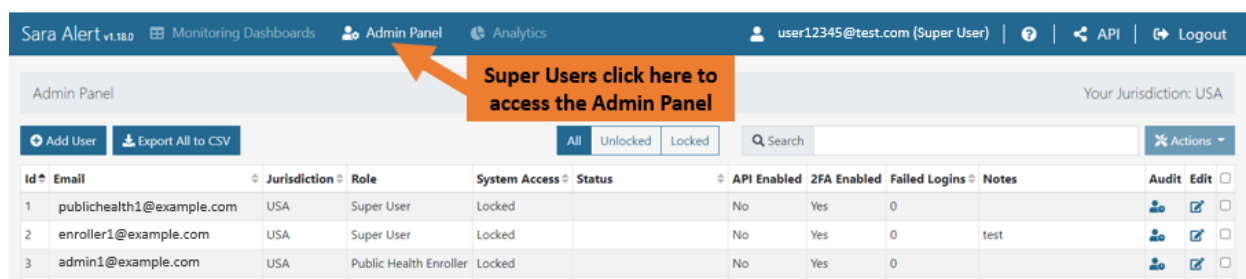 Sara Alert v1.18.0 Monitoring Dashboards Admin Panel Analytics user12345@test.com (Super User) | ? | API | Logout
Super Users click here to
access the Admin Panel
Admin Panel Your Jurisdiction: USA
Add User Export All to CSV All Unlocked Locked Search Actions
Id Email Jurisdiction Role System Access Status API Enabled 2FA Enabled Failed Logins Notes Audit Edit
1 publichealth1@example.com USA Super User Locked No Yes 0
2 enroller1@example.com USA Super User Locked No Yes 0 test
3 admin1@example.com USA Public Health Enroller Locked No Yes 0